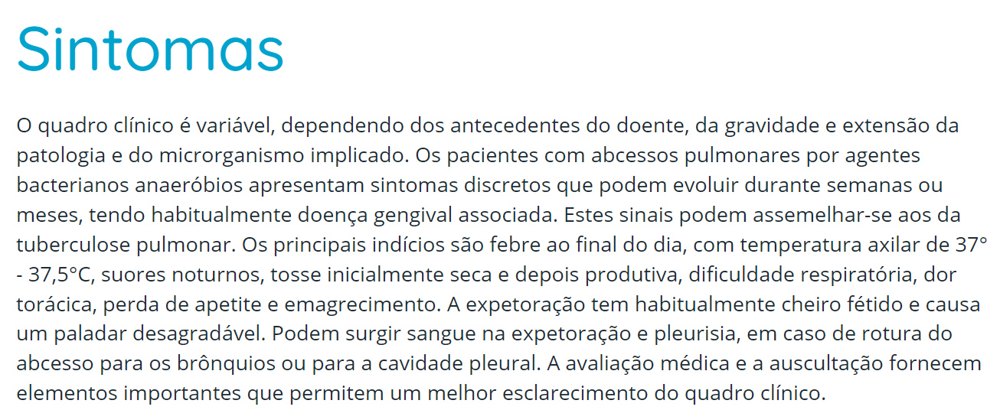 Sintomas
O quadro clínico é variável, dependendo dos antecedentes do doente, da gravidade e extensão da
patologia e do microrganismo implicado. Os pacientes com abcessos pulmonares por agentes
bacterianos anaeróbios apresentam sintomas discretos que podem evoluir durante semanas ou
meses, tendo habitualmente doença gengival associada. Estes sinais podem assemelhar-se aos da
tuberculose pulmonar. Os principais indícios são febre ao final do dia, com temperatura axilar de 37°
- 37,5°C, suores noturnos, tosse inicialmente seca e depois produtiva, dificuldade respiratória, dor
torácica, perda de apetite e emagrecimento. A expetoração tem habitualmente cheiro fétido e causa
um paladar desagradável. Podem surgir sangue na expetoração e pleurisia, em caso de rotura do
abcesso para os brônquios ou para a cavidade pleural. A avaliação médica e a auscultação fornecem
elementos importantes que permitem um melhor esclarecimento do quadro clínico.